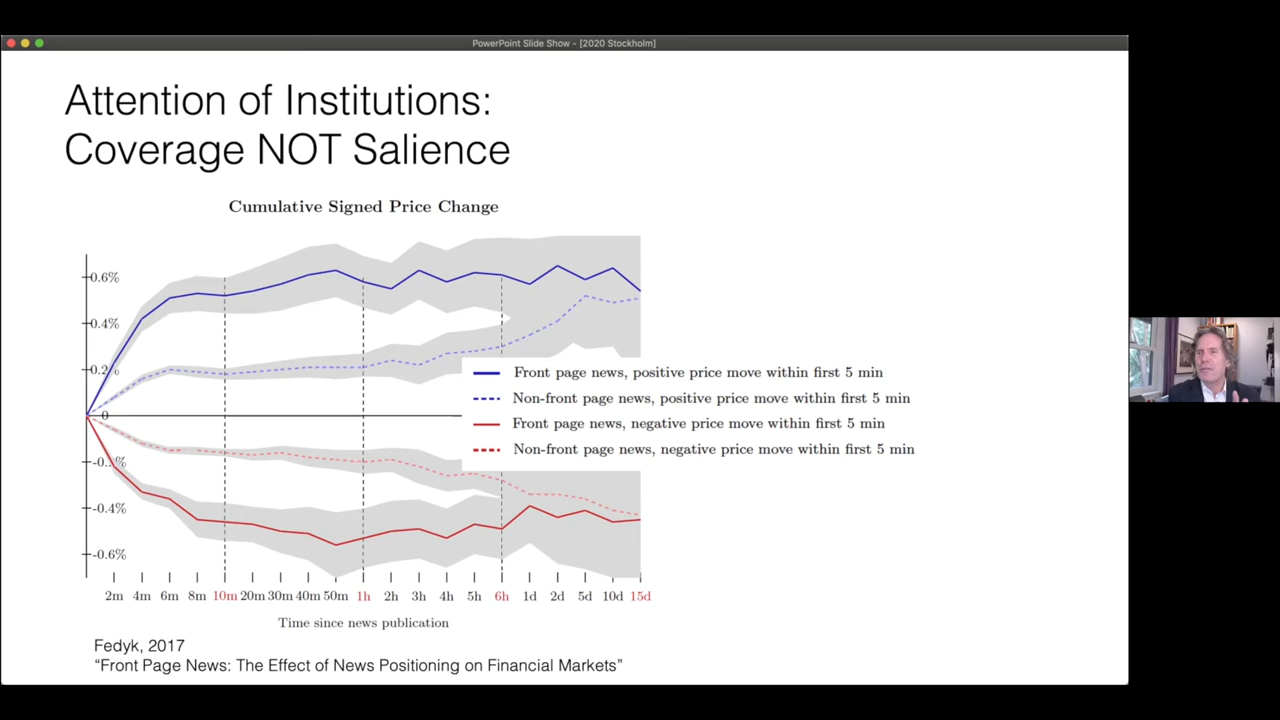 PowerPoint Slide Show - [2020 Stockholm]
Attention of Institutions:
Coverage NOT Salience
Cumulative Signed Price Change
0.6%
0.4%
0.2%
0
-0.2%
-0.4%
-0.6%
Front page news, positive price move within first 5 min
Non-front page news, positive price move within first 5 min
Front page news, negative price move within first 5 min
Non-front page news, negative price move within first 5 min
2m 4m 6m 8m 10m 20m 30m 40m 50m 1h 2h 3h 4h 5h 6h 1d 2d 5d 10d 15d
Time since news publication
Fedyk, 2017
“Front Page News: The Effect of News Positioning on Financial Markets”